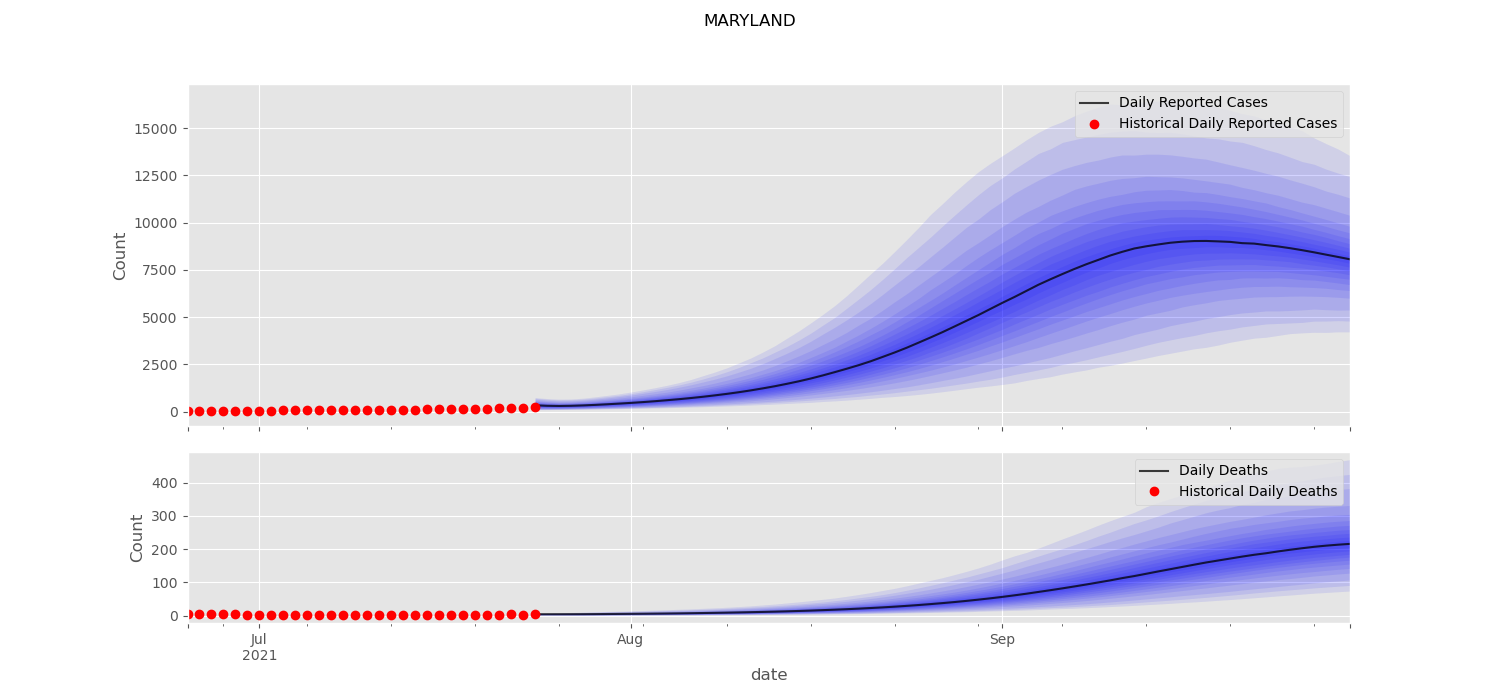 MARYLAND
Daily Reported Cases
Historical Daily Reported Cases
15000
12500
10000
7500
5000
2500
0
Count
Daily Deaths
Historical Daily Deaths
400
300
200
100
0
Count
Jul
2021
Aug
Sep
date